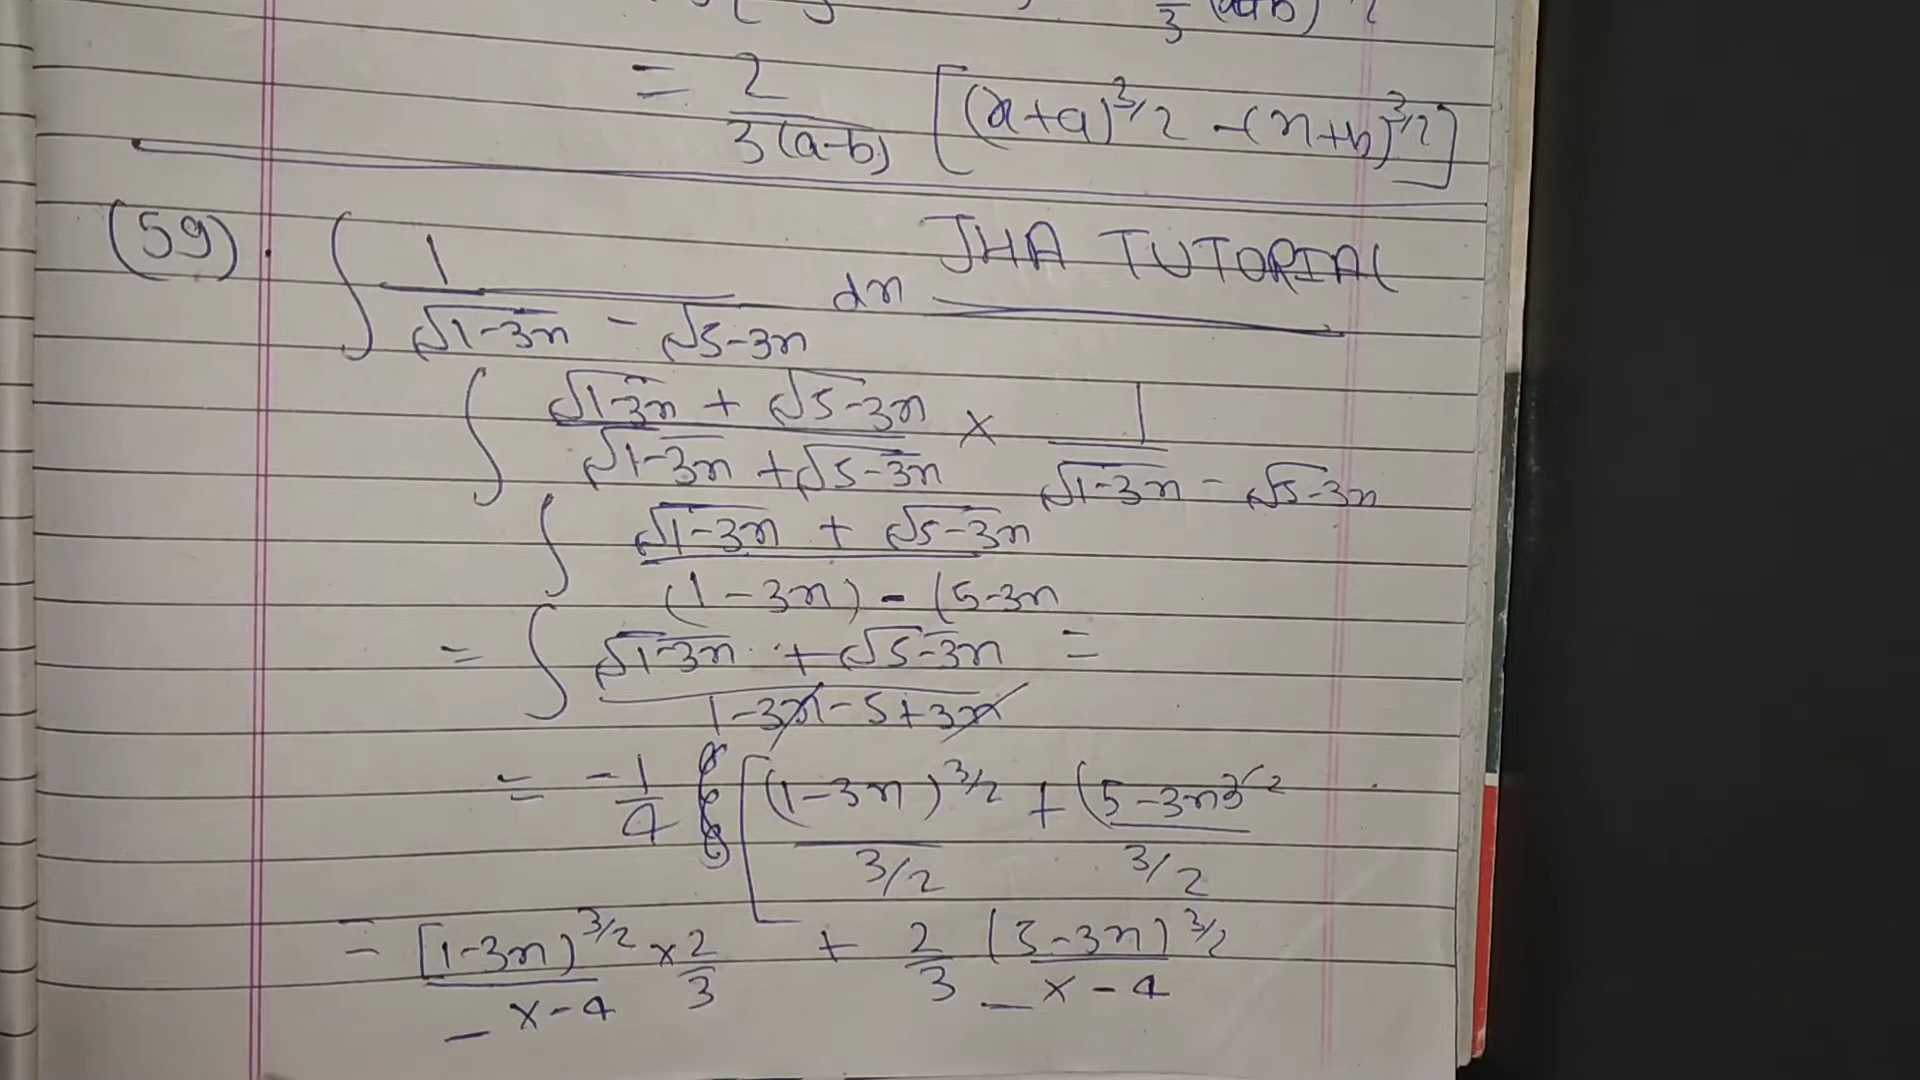 3 (a+b)
= 2/3(a-b) [(x+a)^3/2 - (x+b)^3/2]
JHA TUTORIAL
(59). ∫ 1/(√1-3x - √5-3x) dx
∫ (√1-3x + √5-3x)/(√1-3x + √5-3x) × 1/(√1-3x - √5-3x)
∫ (√1-3x + √5-3x)/((1-3x) - (5-3x)
= ∫ (√1-3x + √5-3x)/(1-3x-5+3x) =
= -1/4 [(1-3x)^3/2 / 3/2 + (5-3x)^3/2 / 3/2
= [1-3x)^3/2 / _ x-4 × 2/3 + 2/3 (5-3x)^3/2 / _ x-4